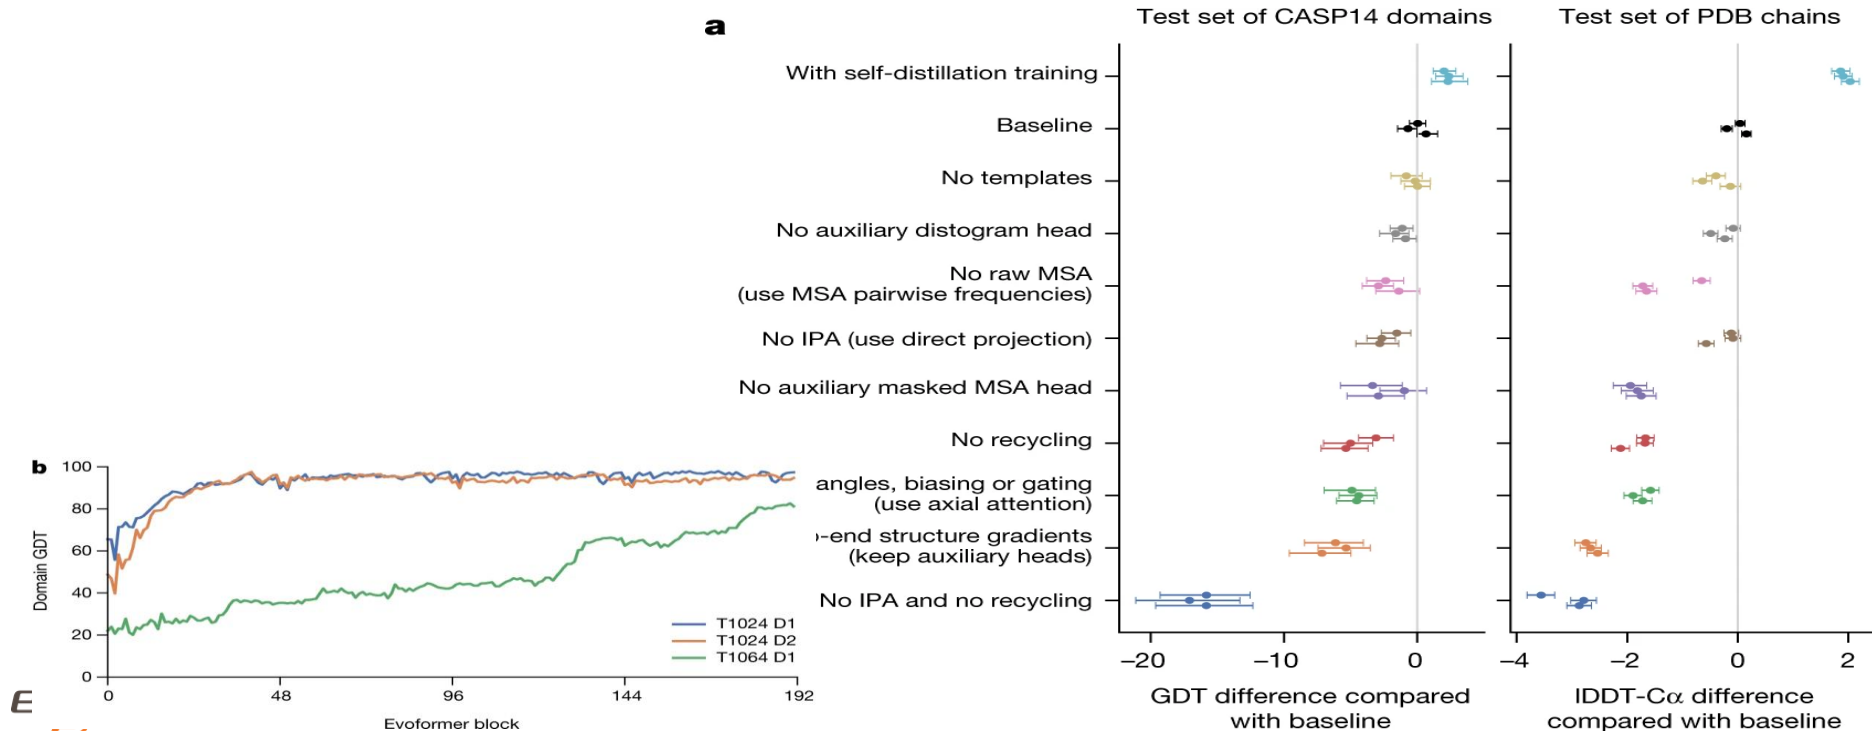 a
Test set of CASP14 domains
Test set of PDB chains
With self-distillation training
Baseline
No templates
No auxiliary distogram head
No raw MSA
(use MSA pairwise frequencies)
No IPA (use direct projection)
No auxiliary masked MSA head
No recycling
angles, biasing or gating
(use axial attention)
-end structure gradients
(keep auxiliary heads)
No IPA and no recycling
−20 −10 0
−4 −2 0 2
GDT difference compared
with baseline
lDDT-Cα difference
compared with baseline
b
100
80
60
40
20
0
Domain GDT
T1024 D1
T1024 D2
T1064 D1
0 48 96 144 192
Evoformer block
E